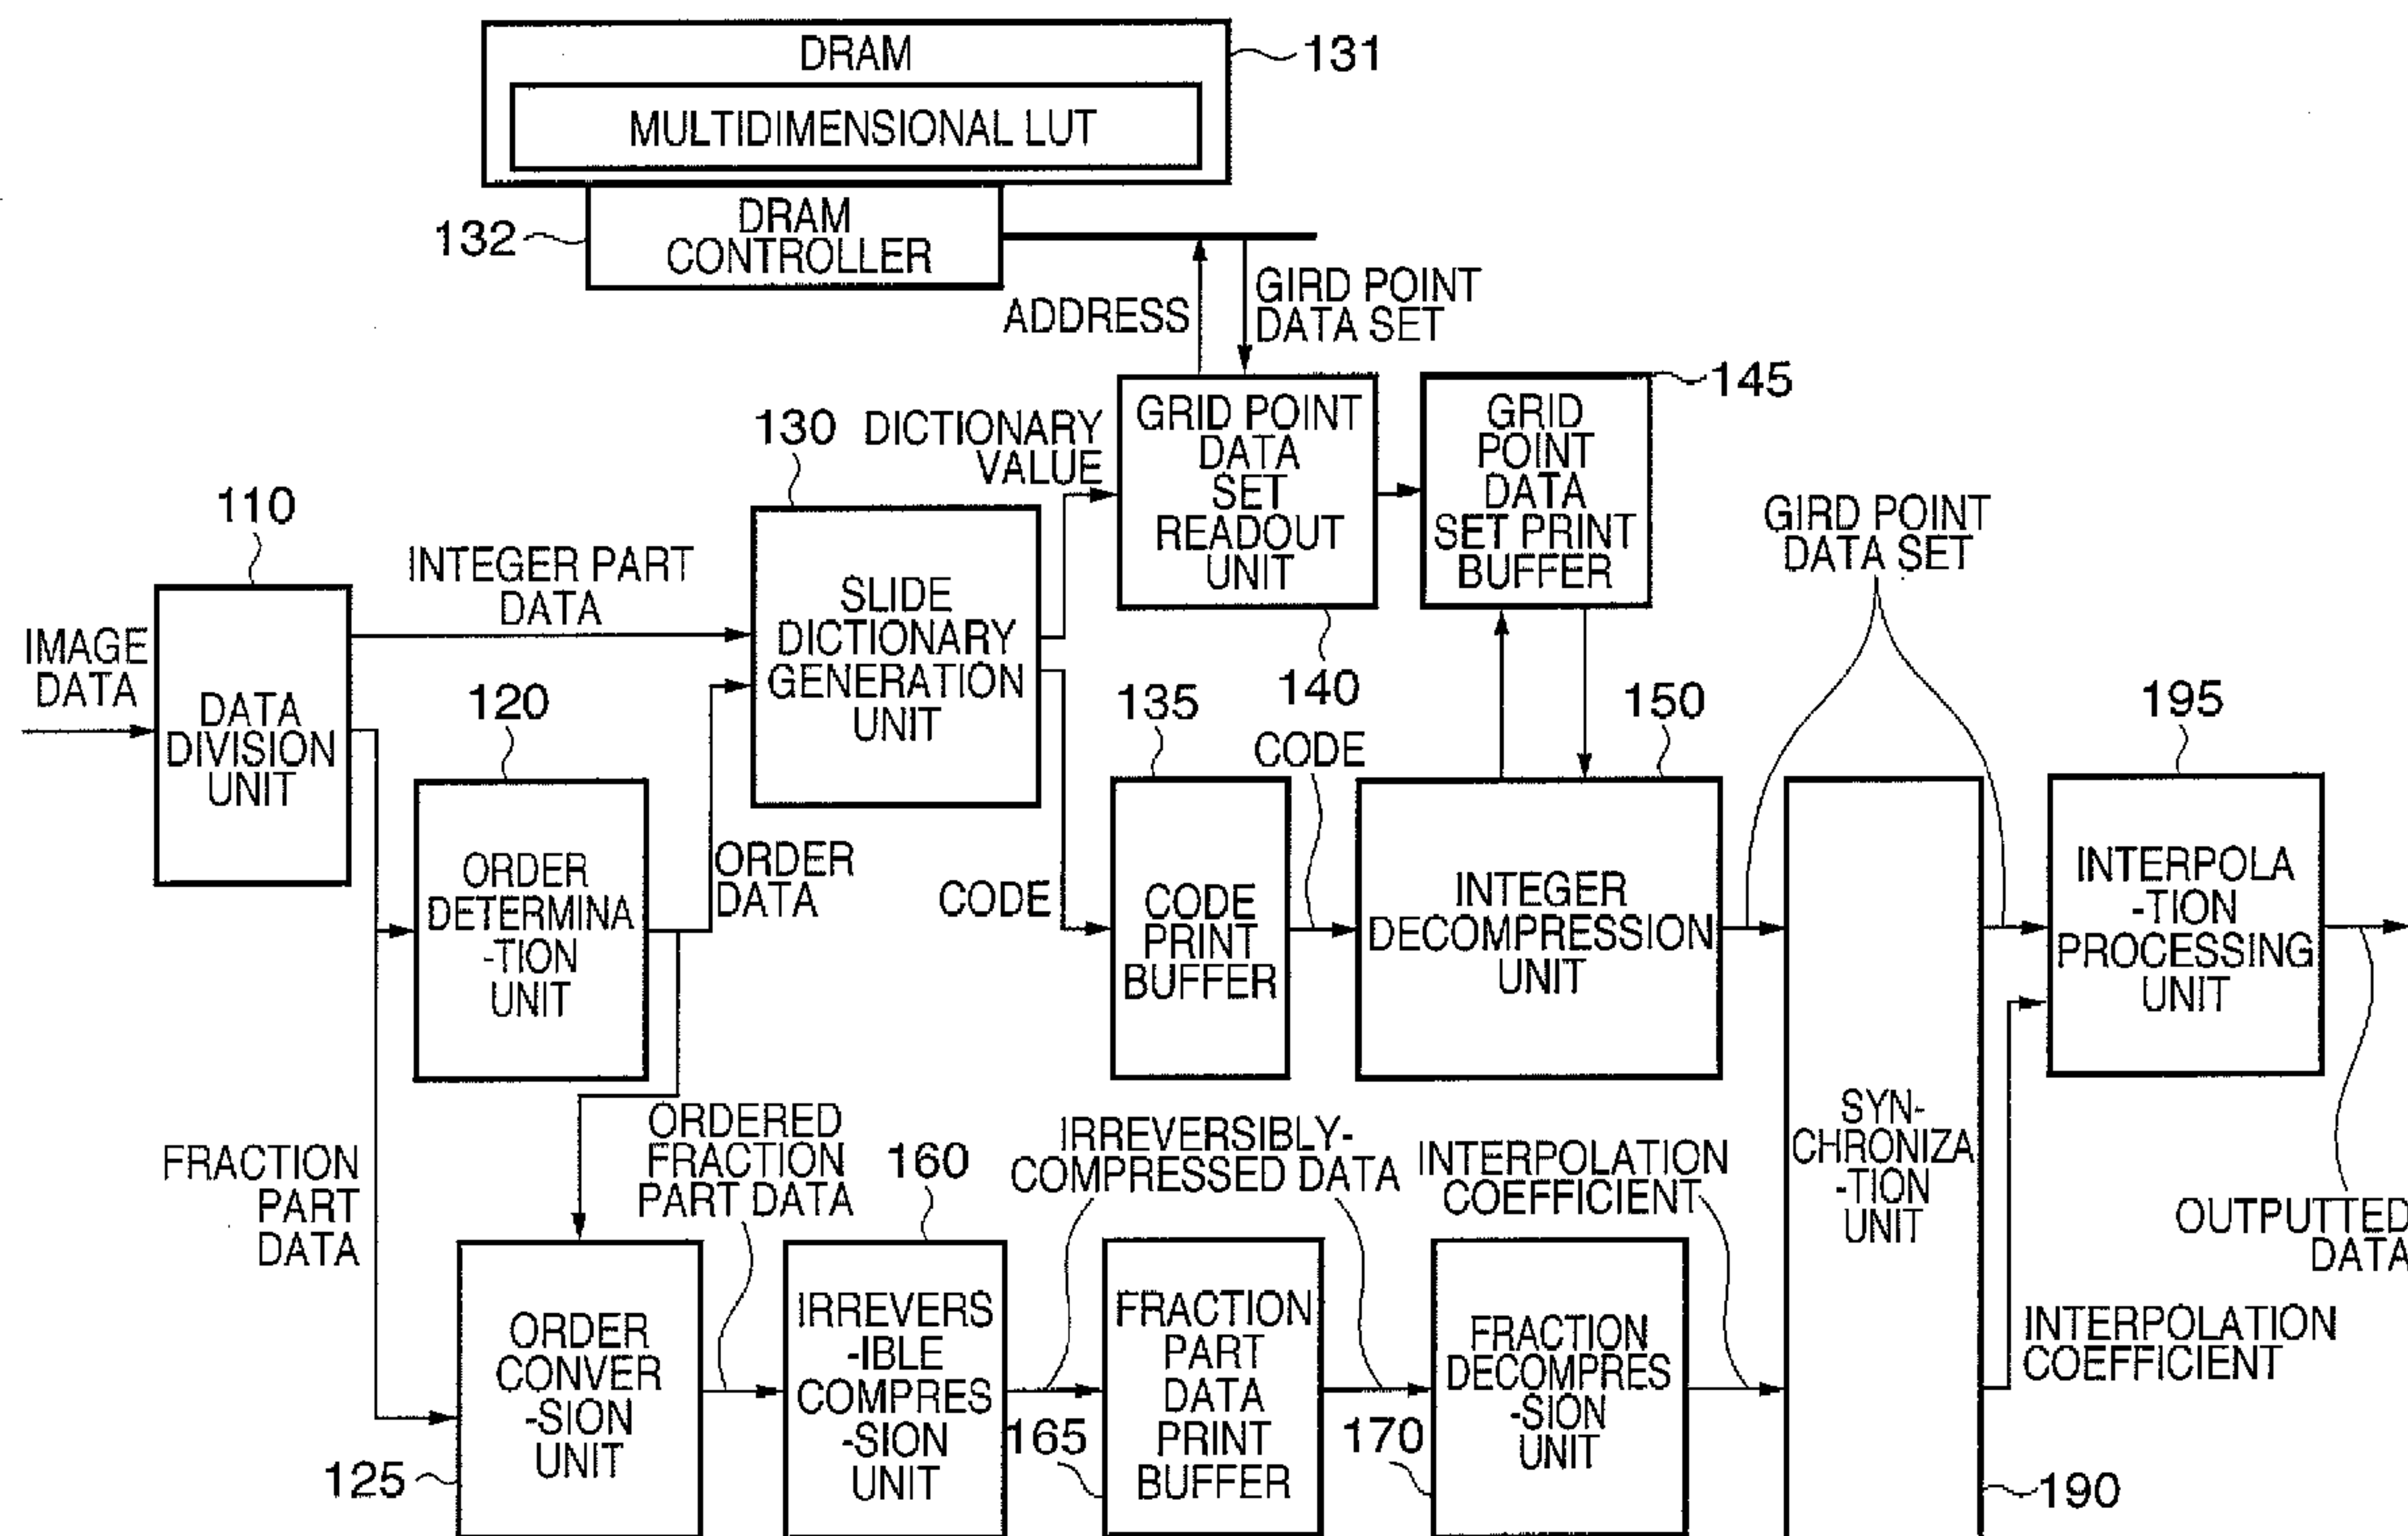 DRAM
131
MULTIDIMENSIONAL LUT
132
DRAM
CONTROLLER
ADDRESS
GIRD POINT
DATA SET
145
130
DICTIONARY
VALUE
GRID POINT
DATA
SET
READOUT
UNIT
GRID
POINT
DATA
SET PRINT
BUFFER
110
INTEGER PART
DATA
GIRD POINT
DATA SET
IMAGE
DATA
DATA
DIVISION
UNIT
120
SLIDE
DICTIONARY
GENERATION
UNIT
140
135
CODE
150
195
ORDER
DETERMINA
-TION
UNIT
ORDER
DATA
CODE
CODE
PRINT
BUFFER
INTEGER
DECOMPRESSION
UNIT
INTERPOLA
-TION
PROCESSING
UNIT
FRACTION
PART
DATA
ORDERED
FRACTION
PART DATA
160
IRREVERSIBLY-
COMPRESSED DATA
INTERPOLATION
COEFFICIENT
SYN-
CHRONIZA
-TION
UNIT
OUTPUTTED
DATA
ORDER
CONVER
-SION
UNIT
125
IRREVERS
-IBLE
COMPRES
-SION
UNIT
165
FRACTION
PART
DATA
PRINT
BUFFER
170
FRACTION
DECOMPRES
-SION
UNIT
INTERPOLATION
COEFFICIENT
190